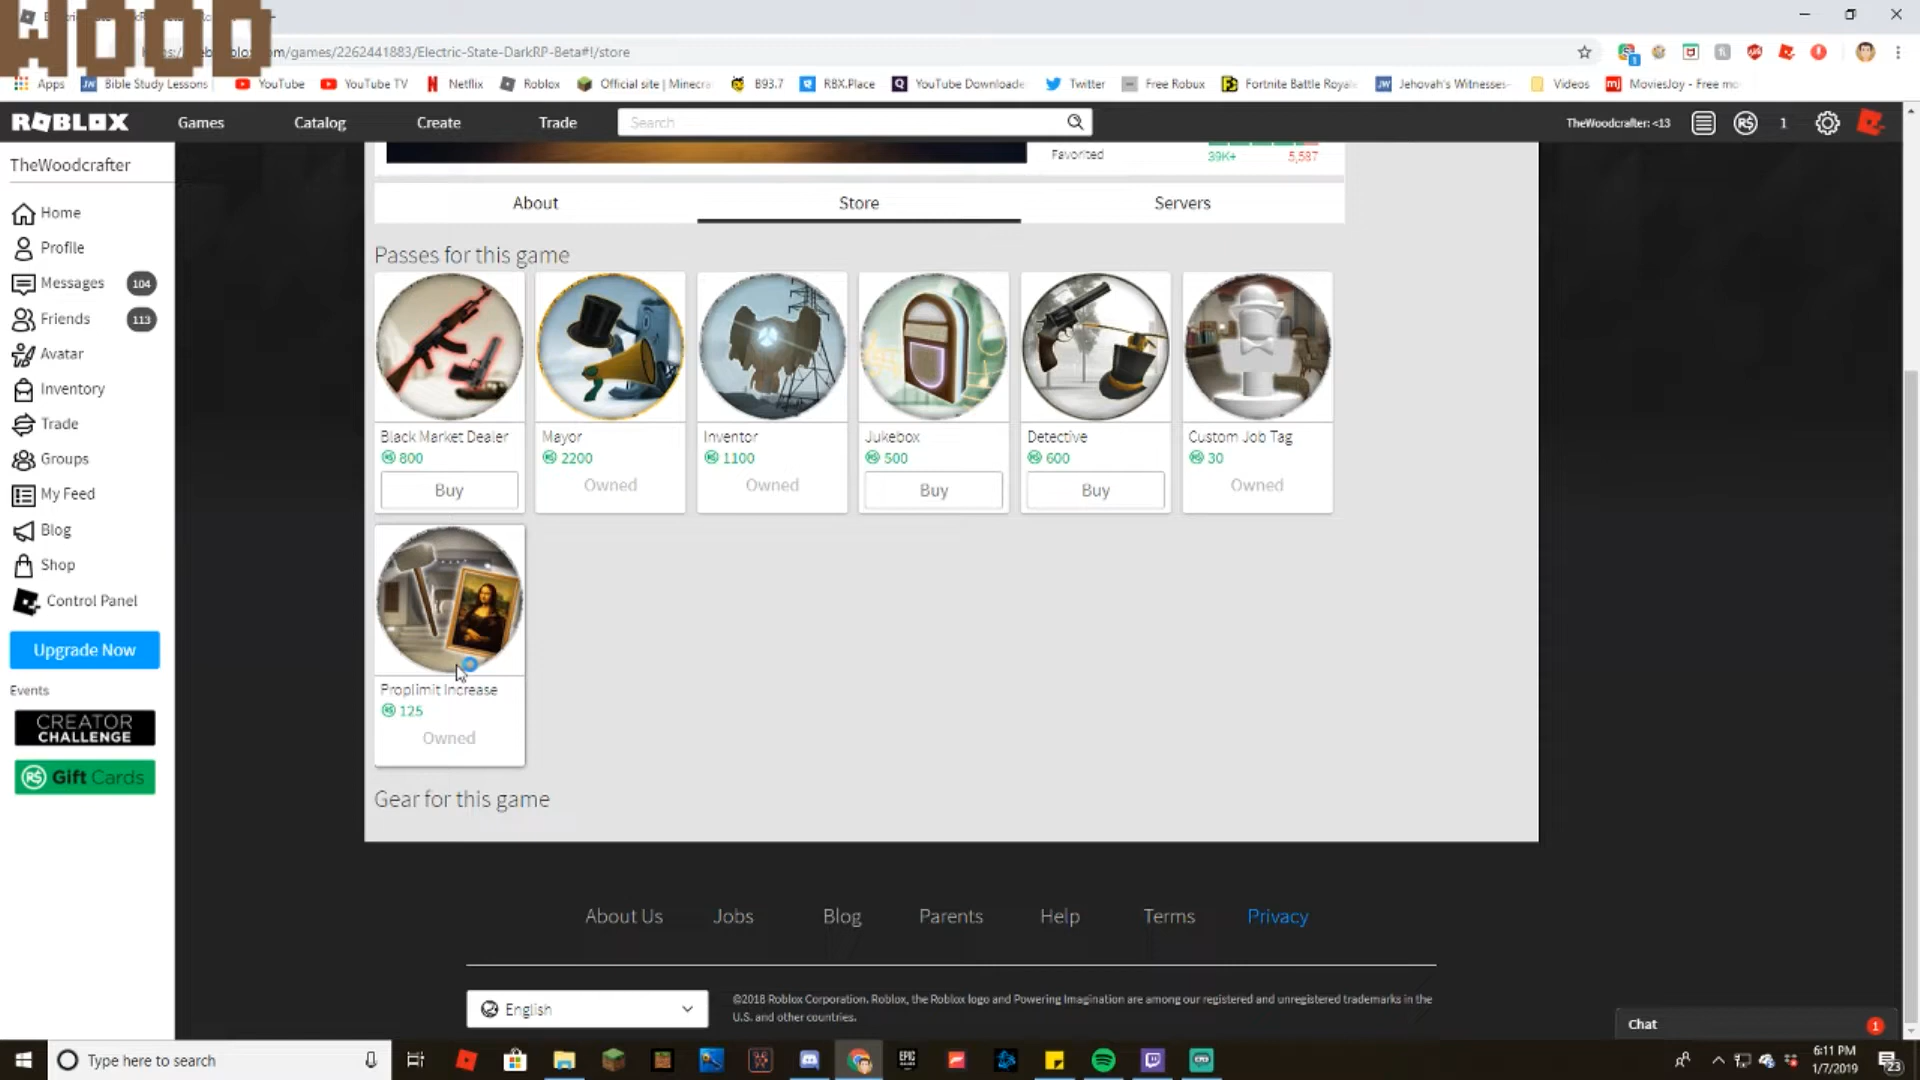 WOOD
om/games/2262441883/Electric-State-DarkRP-Beta#!/store
Apps
Bible Study Lessons
YouTube
YouTube TV
Netflix
Roblox
Official site | Minecra
B93.7
RBX.Place
YouTube Downloade
Twitter
Free Robux
Fortnite Battle Royale
Jehovah's Witnesses-
Videos
MoviesJoy - Free mo
ROBLOX
Games
Catalog
Create
Trade
Search
TheWoodcrafter: <13
1
TheWoodcrafter
Home
Profile
Messages 104
Friends 113
Avatar
Inventory
Trade
Groups
My Feed
Blog
Shop
Control Panel
Upgrade Now
Events
CREATOR
CHALLENGE
Gift Cards
Favorited
39K+
5,587
About
Store
Servers
Passes for this game
Black Market Dealer
800
Buy
Mayor
2200
Owned
Inventor
1100
Owned
Jukebox
500
Buy
Detective
600
Buy
Custom Job Tag
30
Owned
Proplimit Increase
125
Owned
Gear for this game
About Us
Jobs
Blog
Parents
Help
Terms
Privacy
English
©2018 Roblox Corporation. Roblox, the Roblox logo and Powering Imagination are among our registered and unregistered trademarks in the
U.S. and other countries.
Chat
1
Type here to search
EPIC
6:11 PM
1/7/2019
23